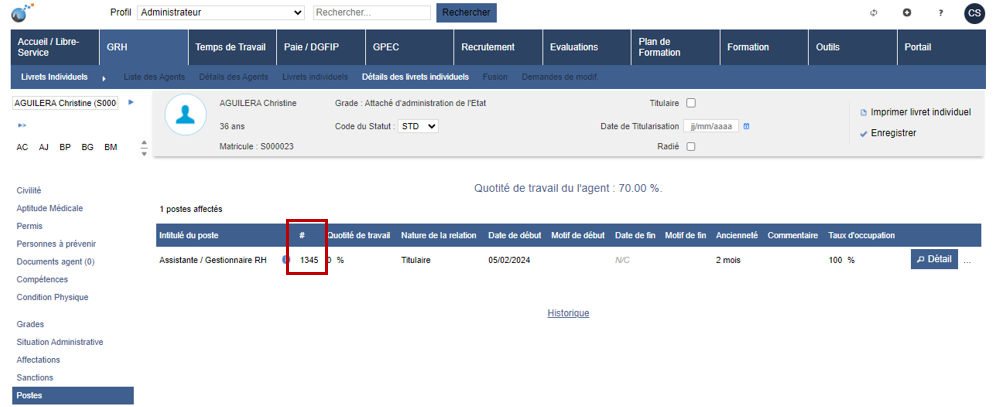 Profil Administrateur Rechercher... Rechercher ? CS
Accueil / Libre-Service GRH Temps de Travail Paie / DGFIP GPEC Recrutement Evaluations Plan de Formation Formation Outils Portail
Livrets Individuels Liste des Agents Détails des Agents Livrets individuels Détails des livrets individuels Fusion Demandes de modif
AGUILERA Christine (S000
AC AJ BP BG BM
AGUILERA Christine Grade : Attaché d'administration de l'Etat Titulaire
36 ans Code du Statut : STD Date de Titularisation jj/mm/aaaa
Matricule : S000023 Radié
Imprimer livret individuel
Enregistrer
Civilité
Aptitude Médicale
Permis
Personnes à prévenir
Documents agent (0)
Compétences
Condition Physique
Grades
Situation Administrative
Affectations
Sanctions
Postes
Quotité de travail du l'agent : 70.00 %.
1 postes affectés
Intitulé du poste # Quotité de travail Nature de la relation Date de début Motif de début Date de fin Motif de fin Ancienneté Commentaire Taux d'occupation
Assistante / Gestionnaire RH 1345 0 % Titulaire 05/02/2024 N/C 2 mois 100 % Détail ...
Historique